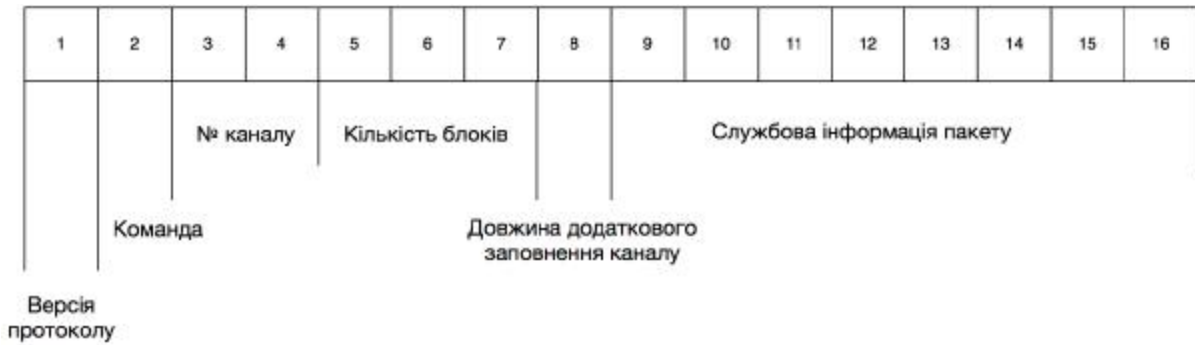 1 2 3 4 5 6 7 8 9 10 11 12 13 14 15 16
№ каналу Кількість блоків Службова інформація пакету
Команда Довжина додаткового
заповнення каналу
Версія
протоколу